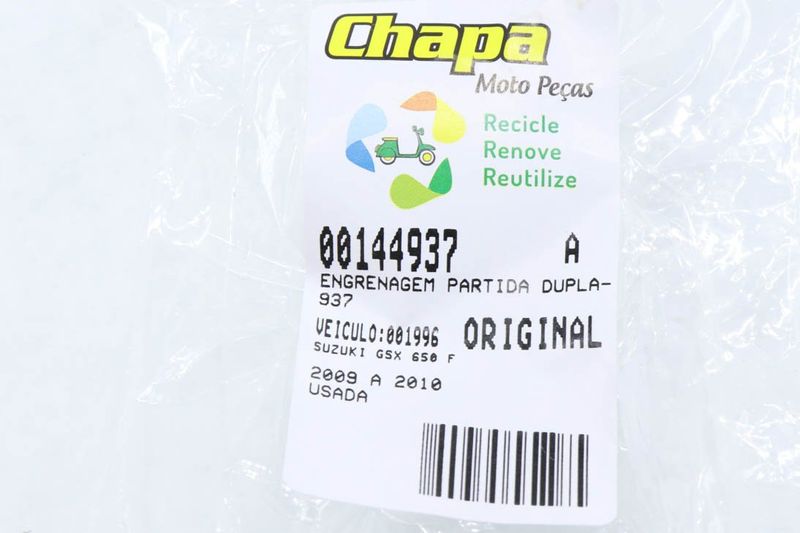 Chapa
Moto Peças
Recicle
Renove
Reutilize
00144937 A
ENGRENAGEM PARTIDA DUPLA-
937
VEICULO:001996 ORIGINAL
SUZUKI GSX 650 F
2009 A 2010
USADA